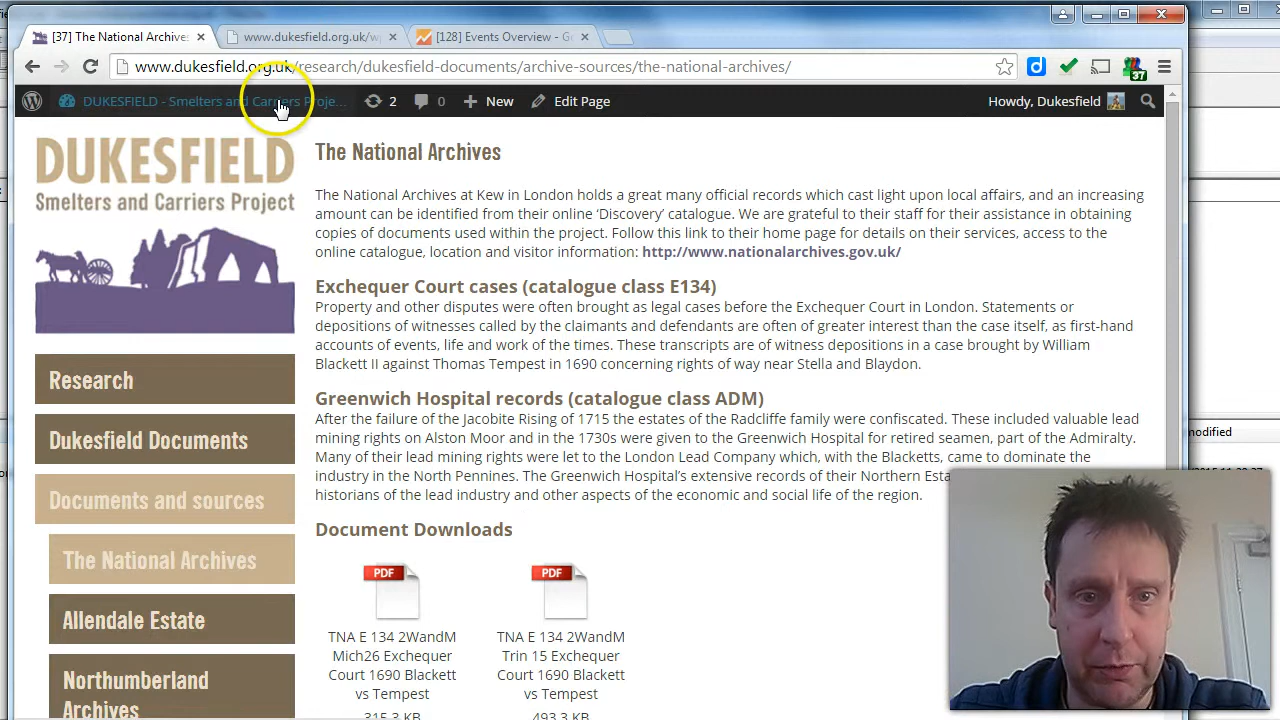 [37] The National Archives
www.dukesfield.org.uk/w
[128] Events Overview - G
www.dukesfield.org.uk/research/dukesfield-documents/archive-sources/the-national-archives/
37
DUKESFIELD - Smelters and Carriers Proje...
2
0
New
Edit Page
Howdy, Dukesfield
DUKESFIELD
Smelters and Carriers Project
Research
Dukesfield Documents
Documents and sources
The National Archives
Allendale Estate
Northumberland
Archives
The National Archives
The National Archives at Kew in London holds a great many official records which cast light upon local affairs, and an increasing
amount can be identified from their online ‘Discovery’ catalogue. We are grateful to their staff for their assistance in obtaining
copies of documents used within the project. Follow this link to their home page for details on their services, access to the
online catalogue, location and visitor information: http://www.nationalarchives.gov.uk/
Exchequer Court cases (catalogue class E134)
Property and other disputes were often brought as legal cases before the Exchequer Court in London. Statements or
depositions of witnesses called by the claimants and defendants are often of greater interest than the case itself, as first-hand
accounts of events, life and work of the times. These transcripts are of witness depositions in a case brought by William
Blackett II against Thomas Tempest in 1690 concerning rights of way near Stella and Blaydon.
Greenwich Hospital records (catalogue class ADM)
After the failure of the Jacobite Rising of 1715 the estates of the Radcliffe family were confiscated. These included valuable lead
mining rights on Alston Moor and in the 1730s were given to the Greenwich Hospital for retired seamen, part of the Admiralty.
Many of their lead mining rights were let to the London Lead Company which, with the Blacketts, came to dominate the
industry in the North Pennines. The Greenwich Hospital’s extensive records of their Northern Esta
historians of the lead industry and other aspects of the economic and social life of the region.
Document Downloads
PDF
TNA E 134 2WandM
Mich26 Exchequer
Court 1690 Blackett
vs Tempest
315.3 KB
PDF
TNA E 134 2WandM
Trin 15 Exchequer
Court 1690 Blackett
vs Tempest
493.3 KB
modified